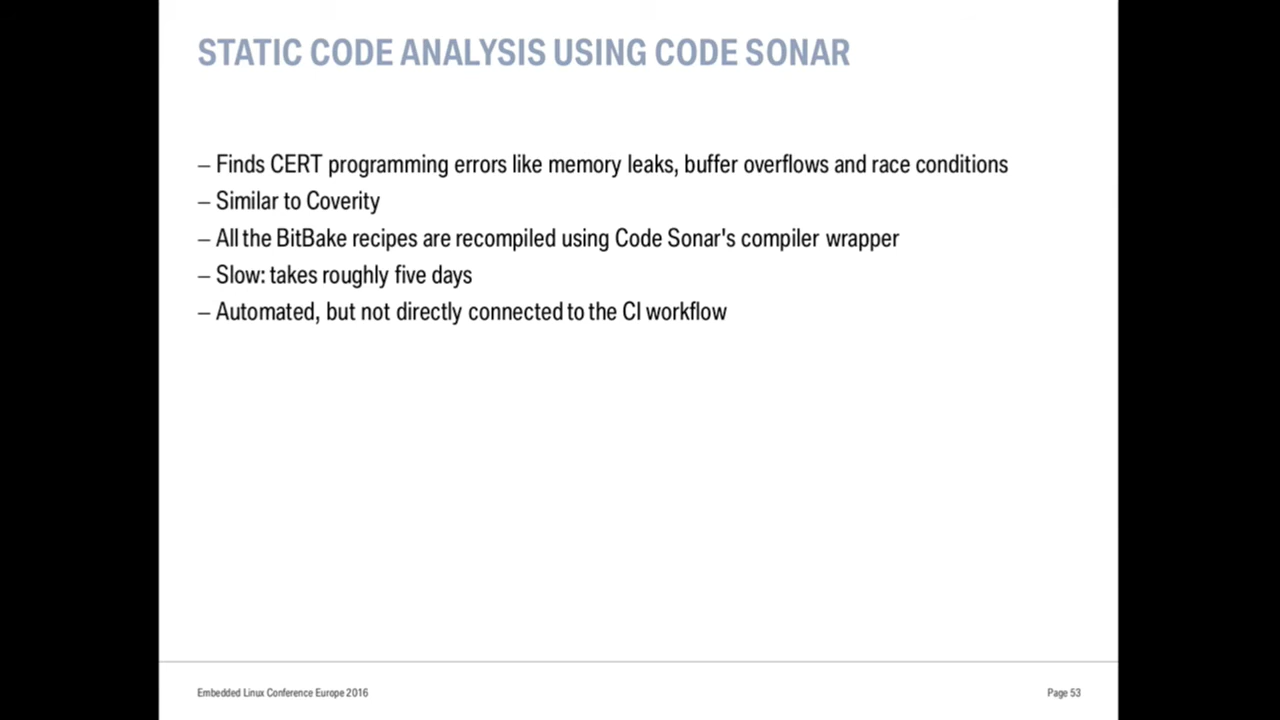 STATIC CODE ANALYSIS USING CODE SONAR
– Finds CERT programming errors like memory leaks, buffer overflows and race conditions
– Similar to Coverity
– All the BitBake recipes are recompiled using Code Sonar's compiler wrapper
– Slow: takes roughly five days
– Automated, but not directly connected to the CI workflow
Embedded Linux Conference Europe 2016
Page 53